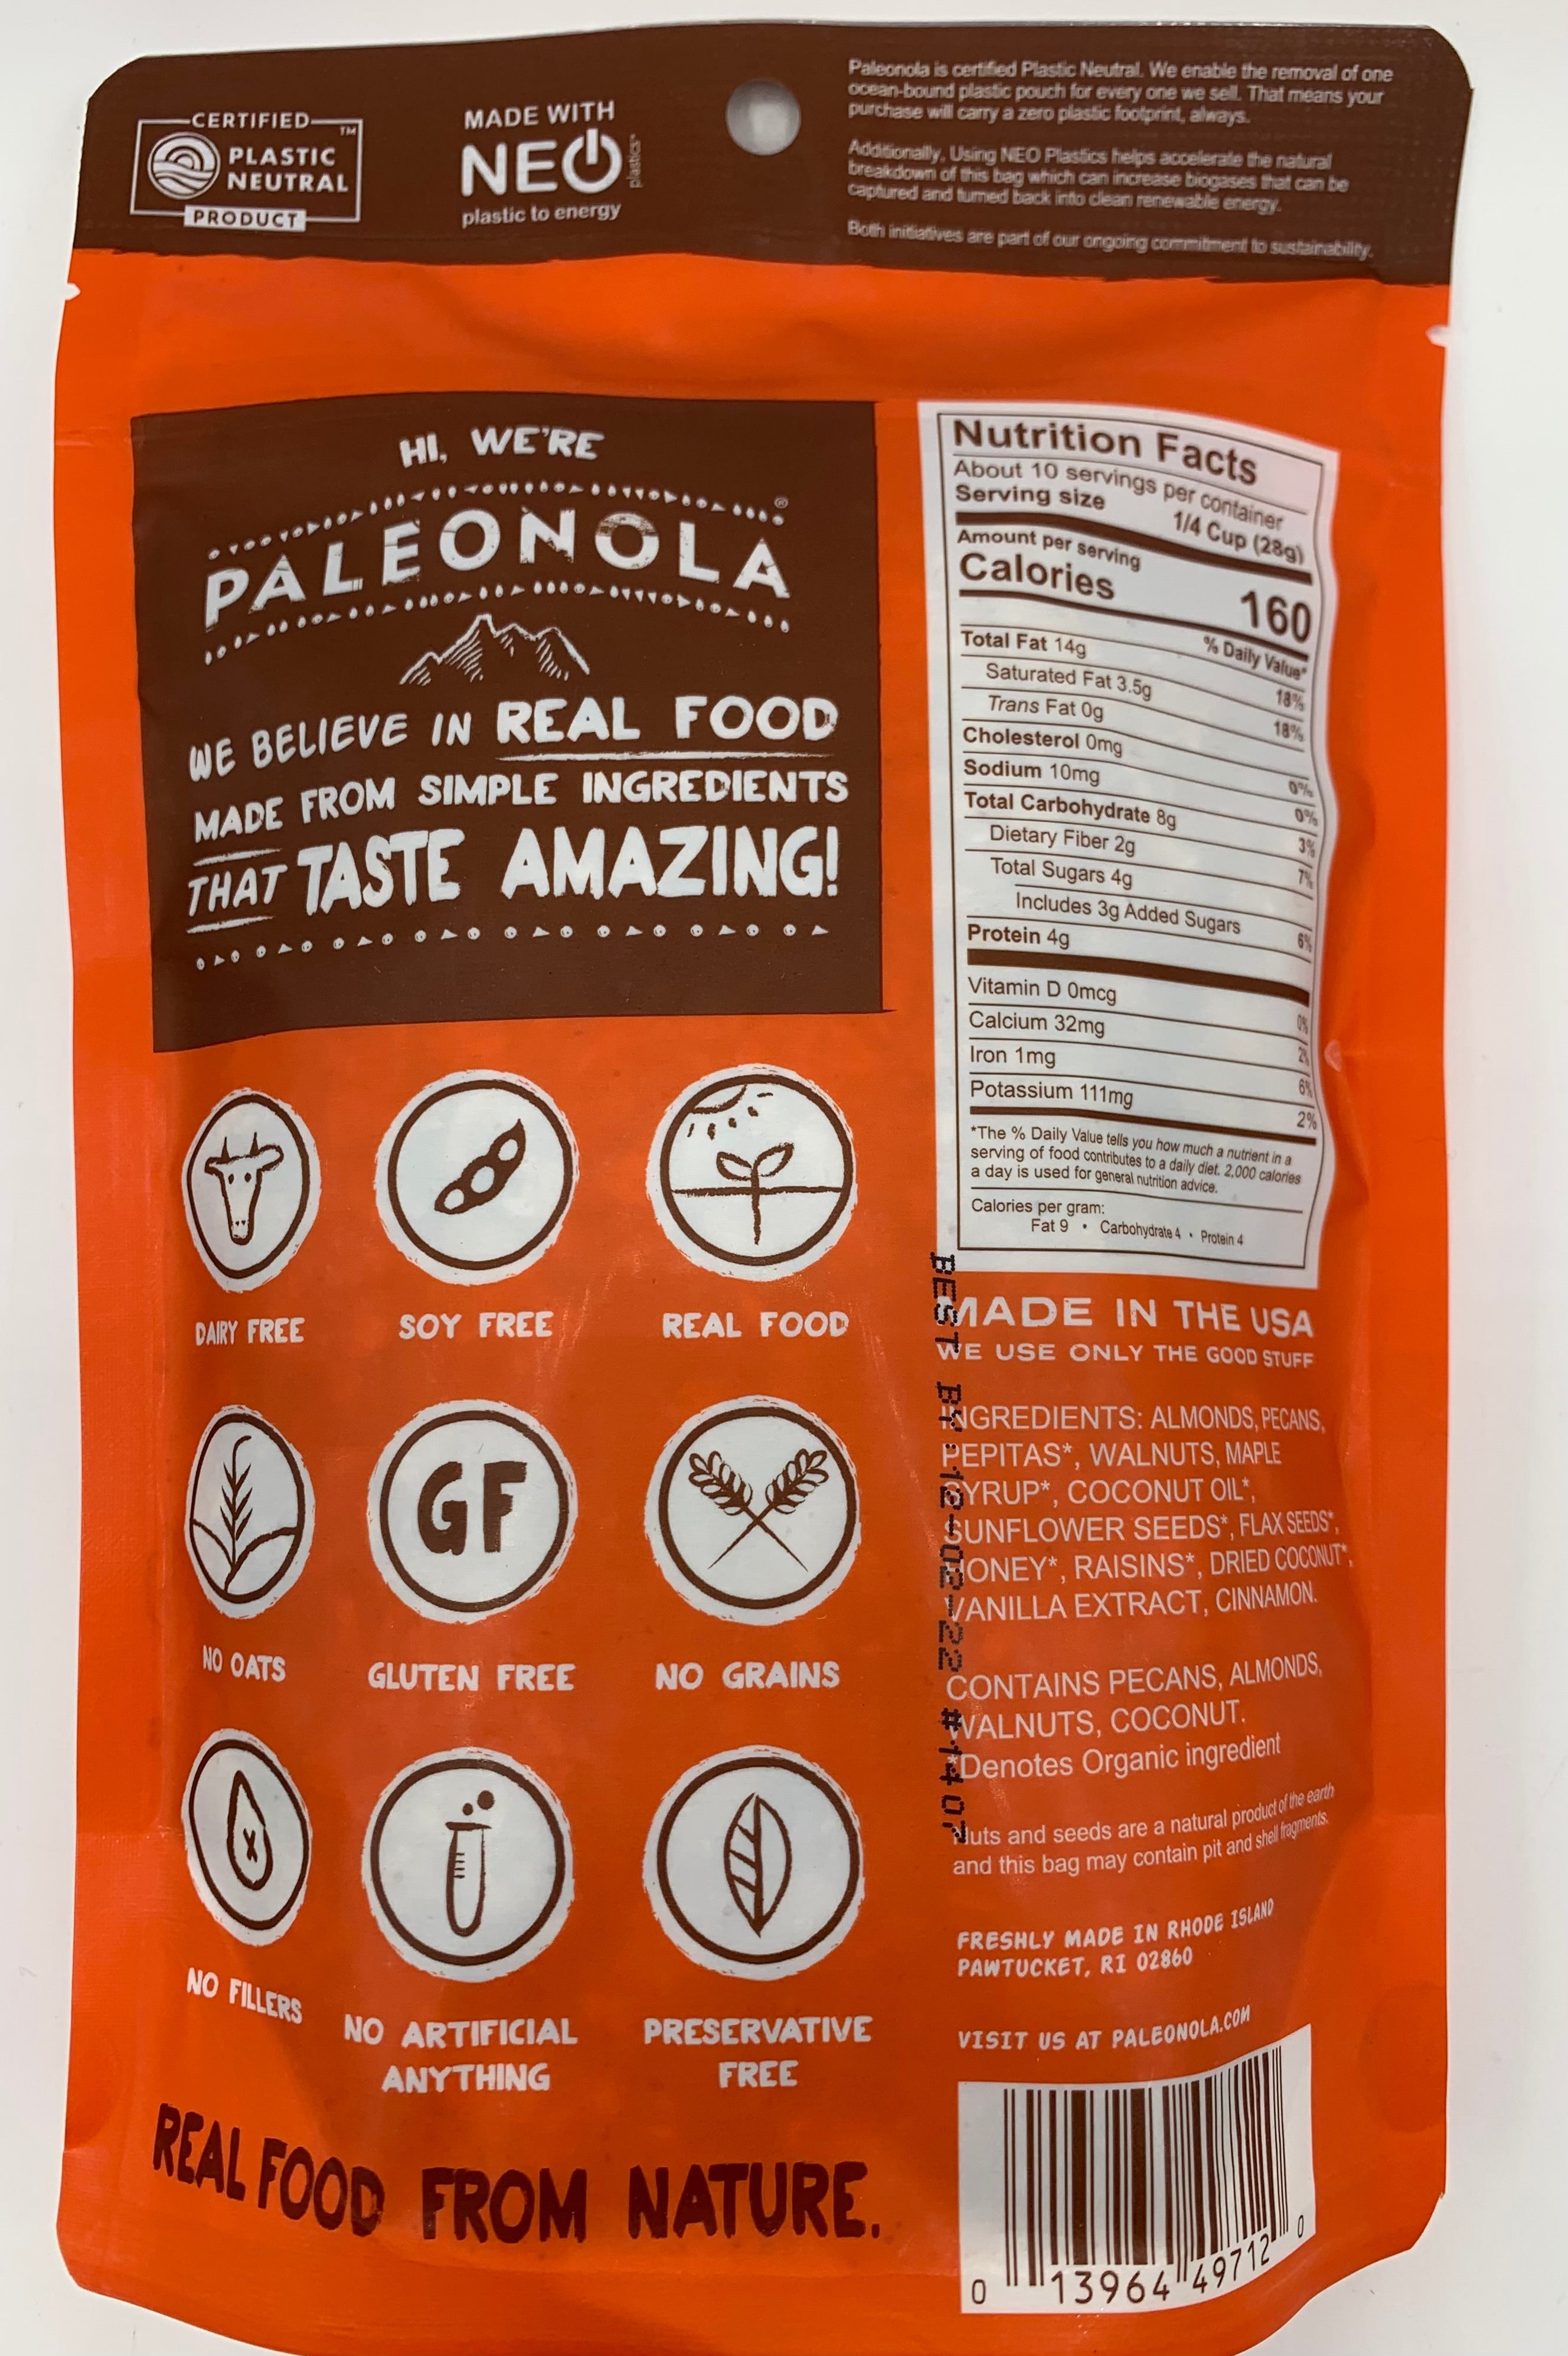 CERTIFIED
PLASTIC
NEUTRAL
TM
PRODUCT
MADE WITH
NEO
plastics
plastic to energy
Paleonola is certified Plastic Neutral. We enable the removal of one
ocean-bound plastic pouch for every one we sell. That means your
purchase will carry a zero plastic footprint, always.
Additionally, Using NEO Plastics helps accelerate the natural
breakdown of this bag which can increase biogases that can be
captured and turned back into clean renewable energy.
Both initiatives are part of our ongoing commitment to sustainability.
HI, WE'RE
PALEONOLA®
WE BELIEVE IN REAL FOOD
MADE FROM SIMPLE INGREDIENTS
THAT TASTE AMAZING!
DAIRY FREE
SOY FREE
REAL FOOD
GF
NO OATS
GLUTEN FREE
NO GRAINS
NO FILLERS
NO ARTIFICIAL
ANYTHING
PRESERVATIVE
FREE
REAL FOOD FROM NATURE.
Nutrition Facts
About 10 servings per container
Serving size 1/4 Cup (28g)
Amount per serving
Calories 160
% Daily Value*
Total Fat 14g 18%
Saturated Fat 3.5g 18%
Trans Fat 0g
Cholesterol 0mg 0%
Sodium 10mg 0%
Total Carbohydrate 8g 3%
Dietary Fiber 2g 7%
Total Sugars 4g
Includes 3g Added Sugars 6%
Protein 4g
Vitamin D 0mcg 0%
Calcium 32mg 2%
Iron 1mg 6%
Potassium 111mg 2%
*The % Daily Value tells you how much a nutrient in a
serving of food contributes to a daily diet. 2,000 calories
a day is used for general nutrition advice.
Calories per gram:
Fat 9 • Carbohydrate 4 • Protein 4
BEST BY:12-02-22 #14 07
MADE IN THE USA
WE USE ONLY THE GOOD STUFF
INGREDIENTS: ALMONDS, PECANS,
PEPITAS*, WALNUTS, MAPLE
SYRUP*, COCONUT OIL*,
SUNFLOWER SEEDS*, FLAX SEEDS*,
HONEY*, RAISINS*, DRIED COCONUT*,
VANILLA EXTRACT, CINNAMON.
CONTAINS PECANS, ALMONDS,
WALNUTS, COCONUT.
*Denotes Organic ingredient
Nuts and seeds are a natural product of the earth
and this bag may contain pit and shell fragments.
FRESHLY MADE IN RHODE ISLAND
PAWTUCKET, RI 02860
VISIT US AT PALEONOLA.COM
0 13964 49712 0